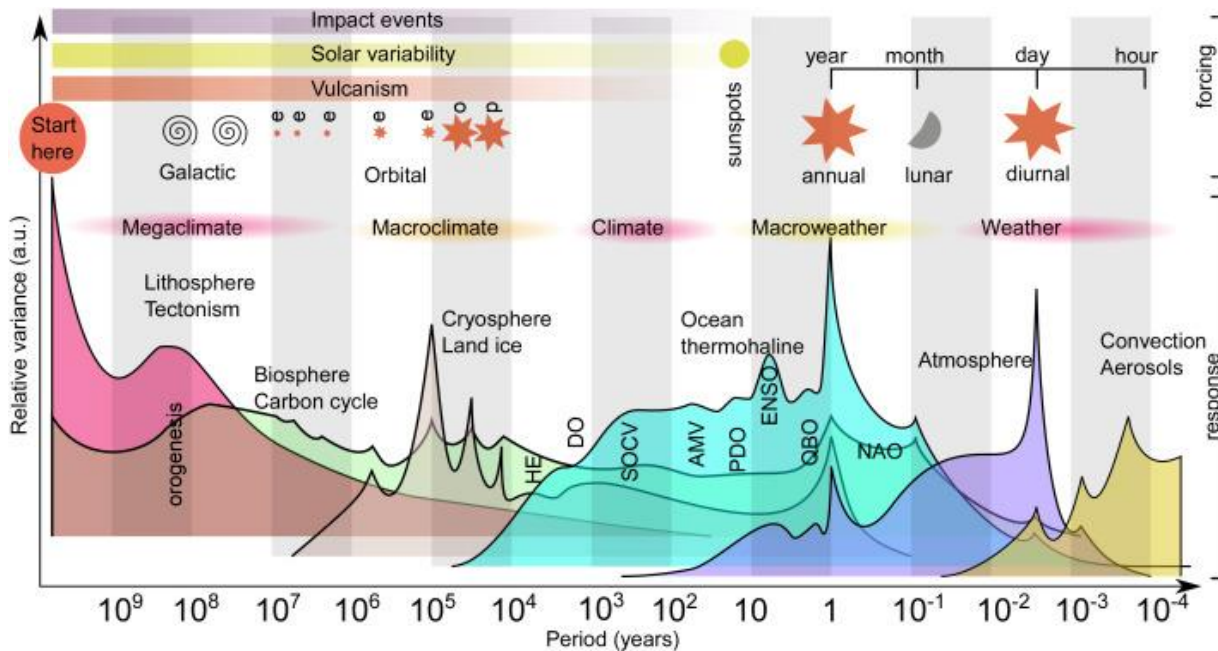 Impact events
Solar variability
Vulcanism
Start
here
e
e
e
e
e
o
p
sunspots
year
month
day
hour
forcing
Galactic
Orbital
annual
lunar
diurnal
Megaclimate
Macroclimate
Climate
Macroweather
Weather
Relative variance (a.u.)
Lithosphere
Tectonism
Biosphere
Carbon cycle
Cryosphere
Land ice
Ocean
thermohaline
Atmosphere
Convection
Aerosols
response
orogenesis
HE
DO
SOCV
AMV
PDO
ENSO
QBO
NAO
10⁹
10⁸
10⁷
10⁶
10⁵
10⁴
10³
10²
10
1
10⁻¹
10⁻²
10⁻³
10⁻⁴
Period (years)